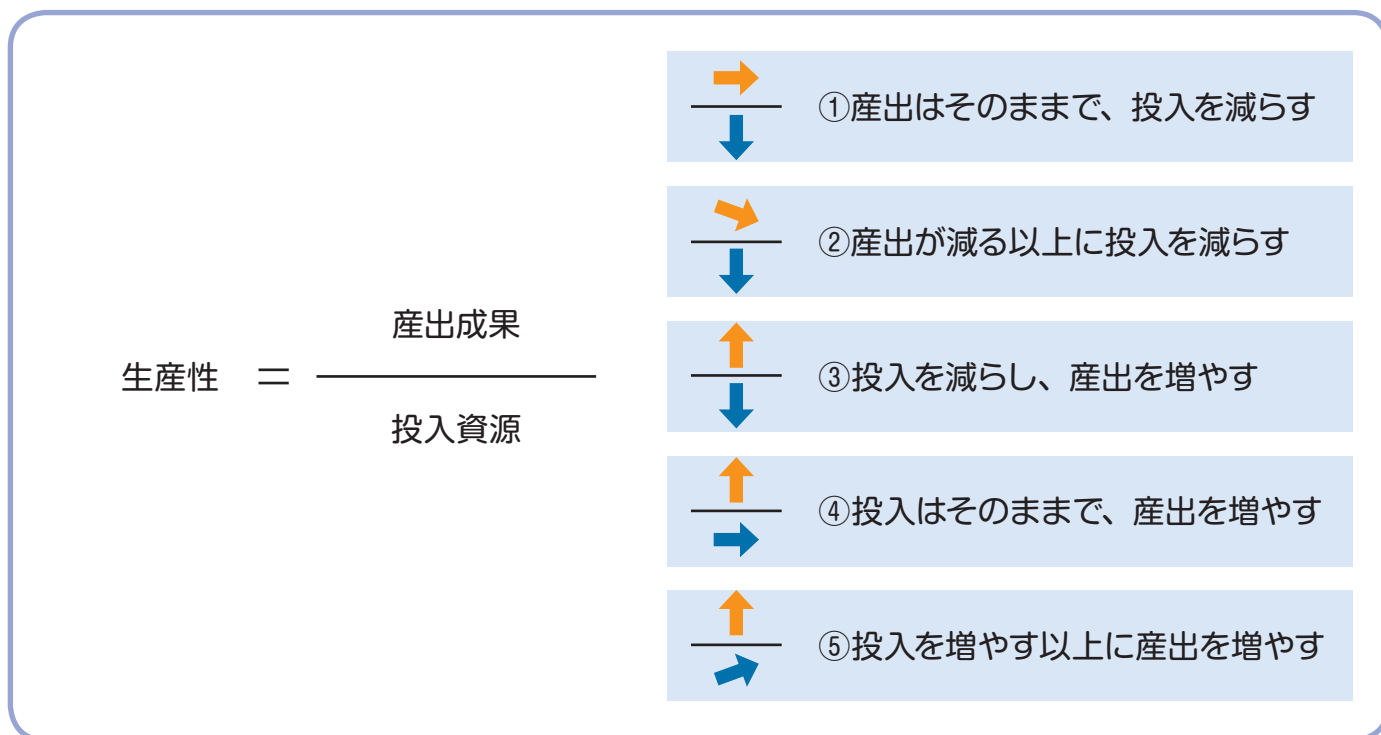 ①産出はそのままで、投入を減らす
②産出が減る以上に投入を減らす
生産性 = 産出成果
投入資源
③投入を減らし、産出を増やす
④投入はそのままで、産出を増やす
⑤投入を増やす以上に産出を増やす